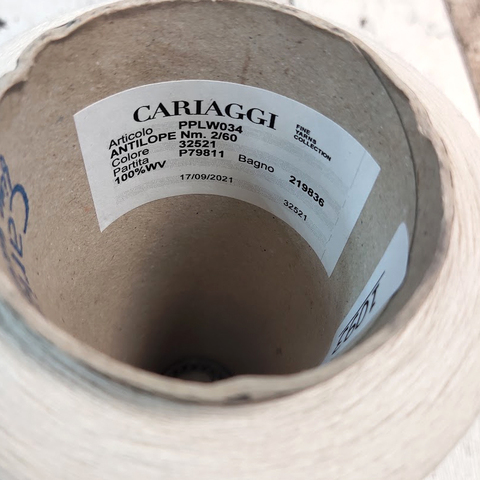 CARIAGGI
FINE
YARNS
COLLECTION
Articolo PPLW034
ANTILOPE Nm. 2/60
Colore 32521
Partita P79811 Bagno 219836
100%WV
17/09/2021
32521